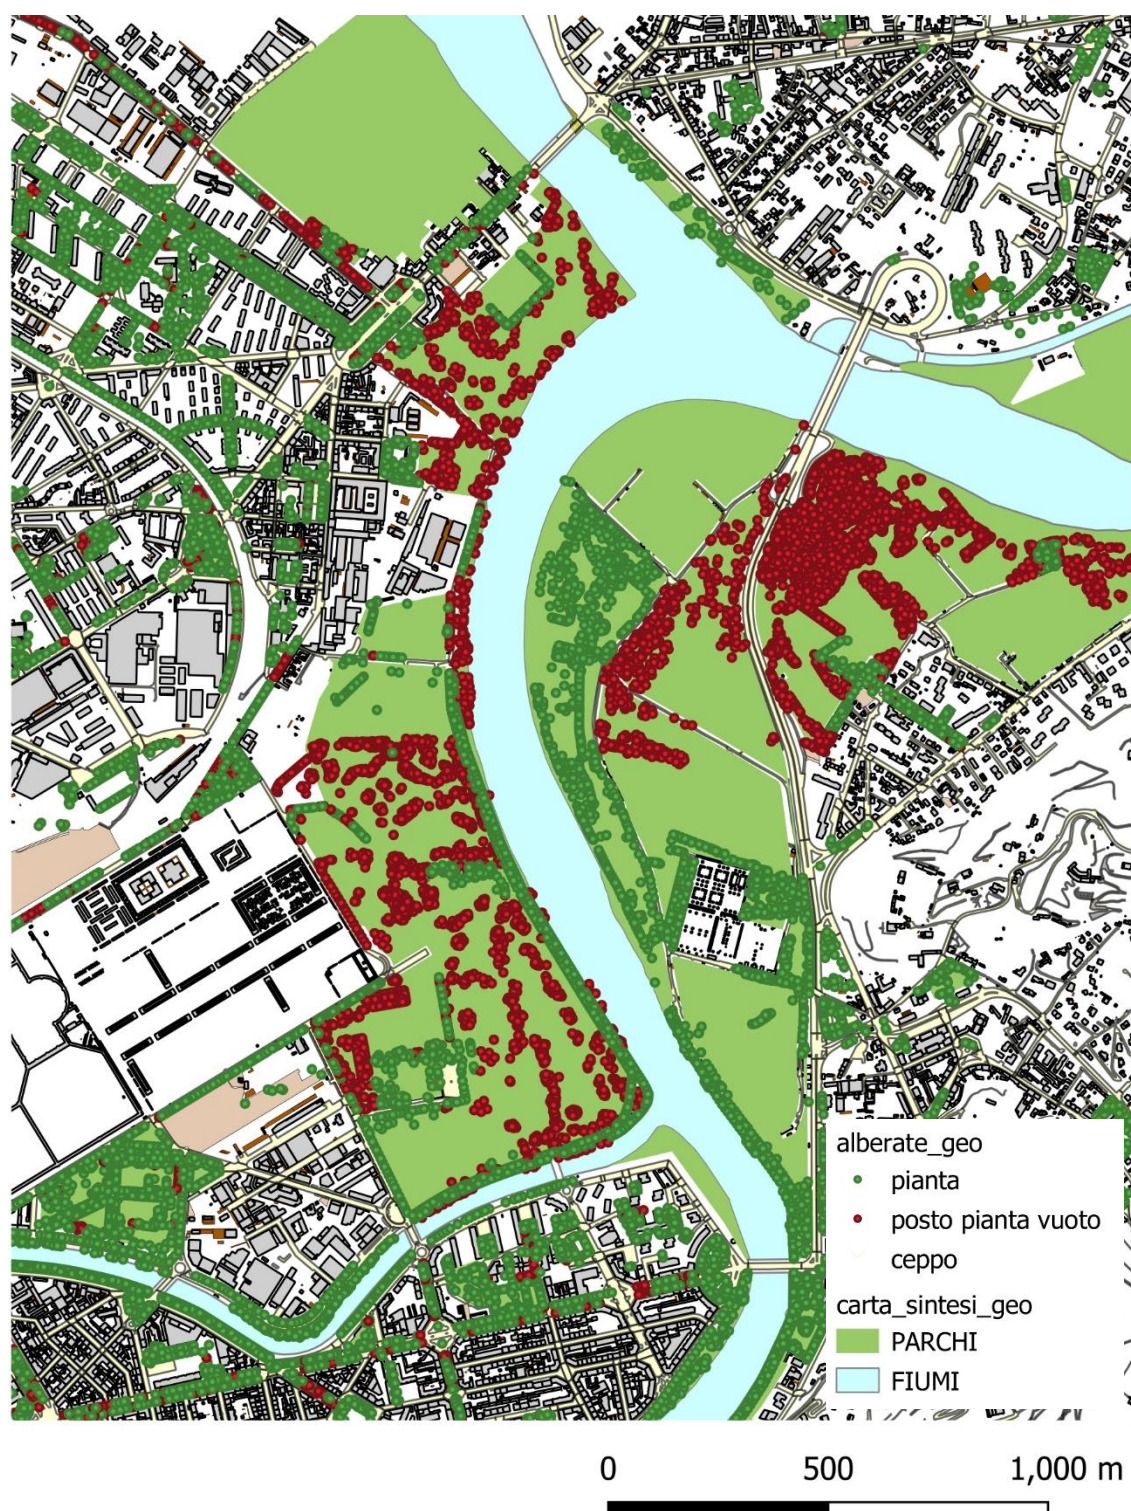 alberate_geo
pianta
posto pianta vuoto
ceppo
carta_sintesi_geo
PARCHI
FIUMI
0 500 1,000 m